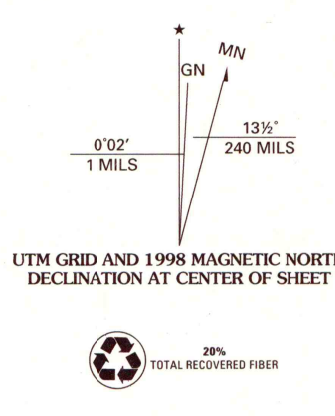 ★
MN
GN
0°02′
1 MILS
13½°
240 MILS
UTM GRID AND 1998 MAGNETIC NORT
DECLINATION AT CENTER OF SHEET
20%
TOTAL RECOVERED FIBER